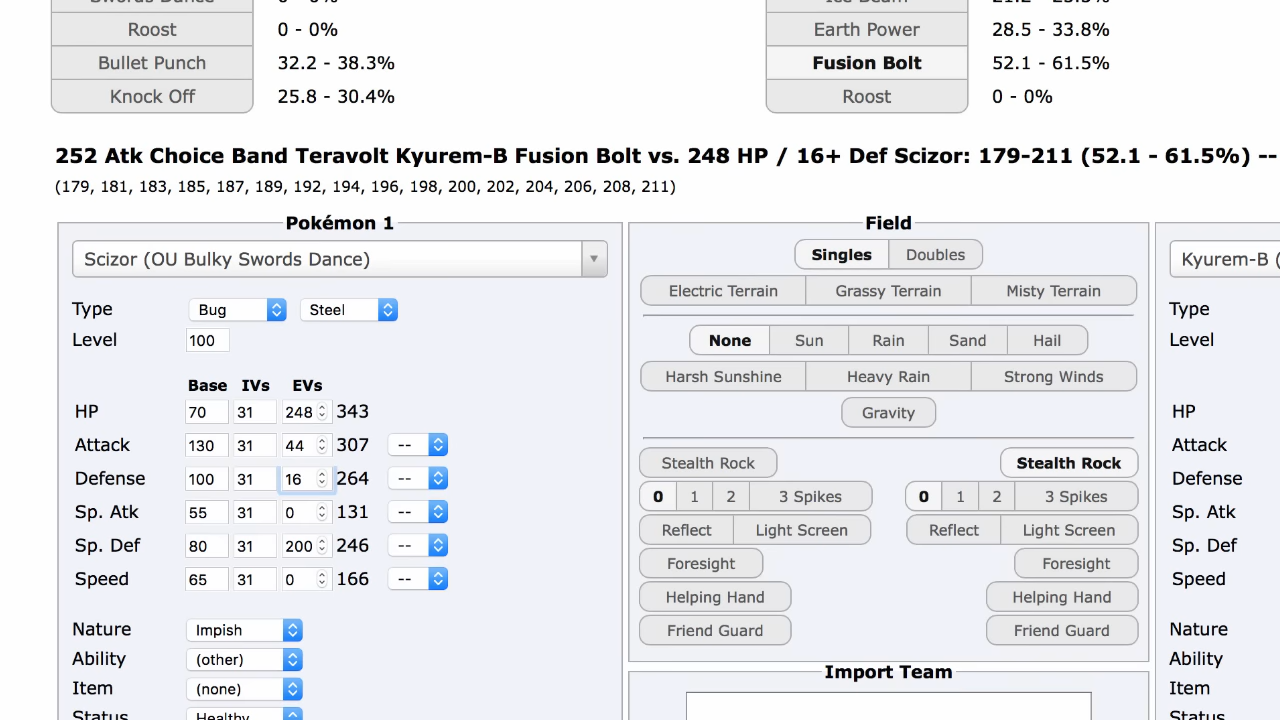 Swords Dance 0 - 0% Ice Beam
Roost 0 - 0% Earth Power 28.5 - 33.8%
Bullet Punch 32.2 - 38.3% Fusion Bolt 52.1 - 61.5%
Knock Off 25.8 - 30.4% Roost 0 - 0%
252 Atk Choice Band Teravolt Kyurem-B Fusion Bolt vs. 248 HP / 16+ Def Scizor: 179-211 (52.1 - 61.5%) --
(179, 181, 183, 185, 187, 189, 192, 194, 196, 198, 200, 202, 204, 206, 208, 211)
Pokémon 1
Scizor (OU Bulky Swords Dance)
Type Bug Steel
Level 100
Base IVs EVs
HP 70 31 248 343
Attack 130 31 44 307 --
Defense 100 31 16 264 --
Sp. Atk 55 31 0 131 --
Sp. Def 80 31 200 246 --
Speed 65 31 0 166 --
Nature Impish
Ability (other)
Item (none)
Status Healthy
Field
Singles Doubles
Electric Terrain Grassy Terrain Misty Terrain
None Sun Rain Sand Hail
Harsh Sunshine Heavy Rain Strong Winds
Gravity
Stealth Rock Stealth Rock
0 1 2 3 Spikes 0 1 2 3 Spikes
Reflect Light Screen Reflect Light Screen
Foresight Foresight
Helping Hand Helping Hand
Friend Guard Friend Guard
Import Team
Kyurem-B (
Type
Level
HP
Attack
Defense
Sp. Atk
Sp. Def
Speed
Nature
Ability
Item
Status